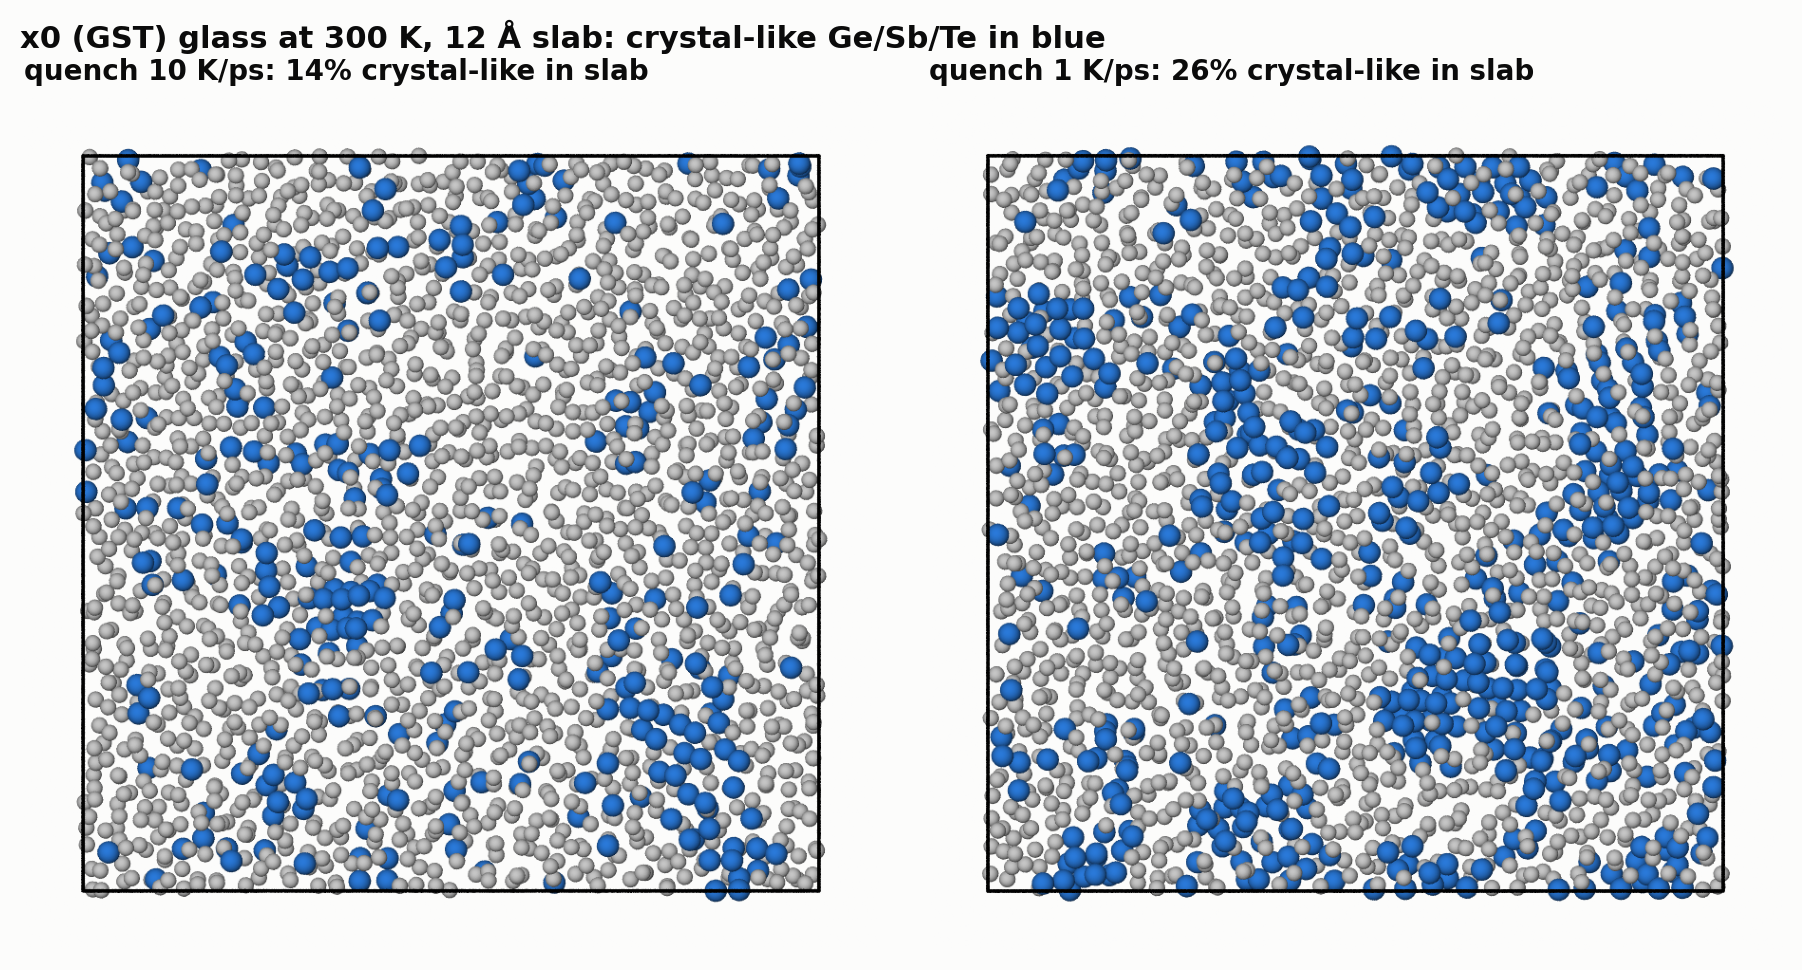 x0 (GST) glass at 300 K, 12 Å slab: crystal-like Ge/Sb/Te in blue
quench 10 K/ps: 14% crystal-like in slab
quench 1 K/ps: 26% crystal-like in slab